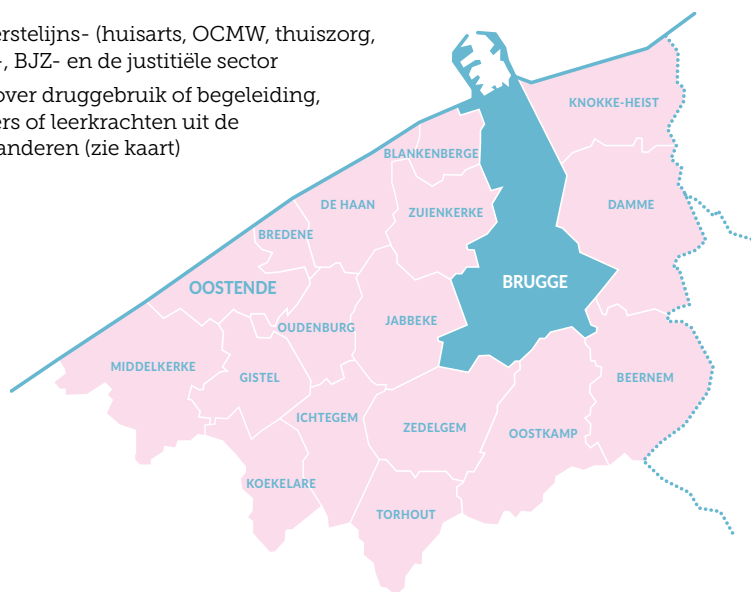 erstelijns- (huisarts, OCMW, thuiszorg,
-, BJZ- en de justitiële sector
over druggebruik of begeleiding,
ers of leerkrachten uit de
anderen (zie kaart)
KNOKKE-HEIST
BLANKENBERGE
DE HAAN
ZUIENKERKE
DAMME
BREDENE
OOSTENDE
BRUGGE
OUDENBURG
JABBEKE
MIDDELKERKE
GISTEL
BEERNEM
ICHTEGEM
ZEDELGEM
OOSTKAMP
KOEKELARE
TORHOUT